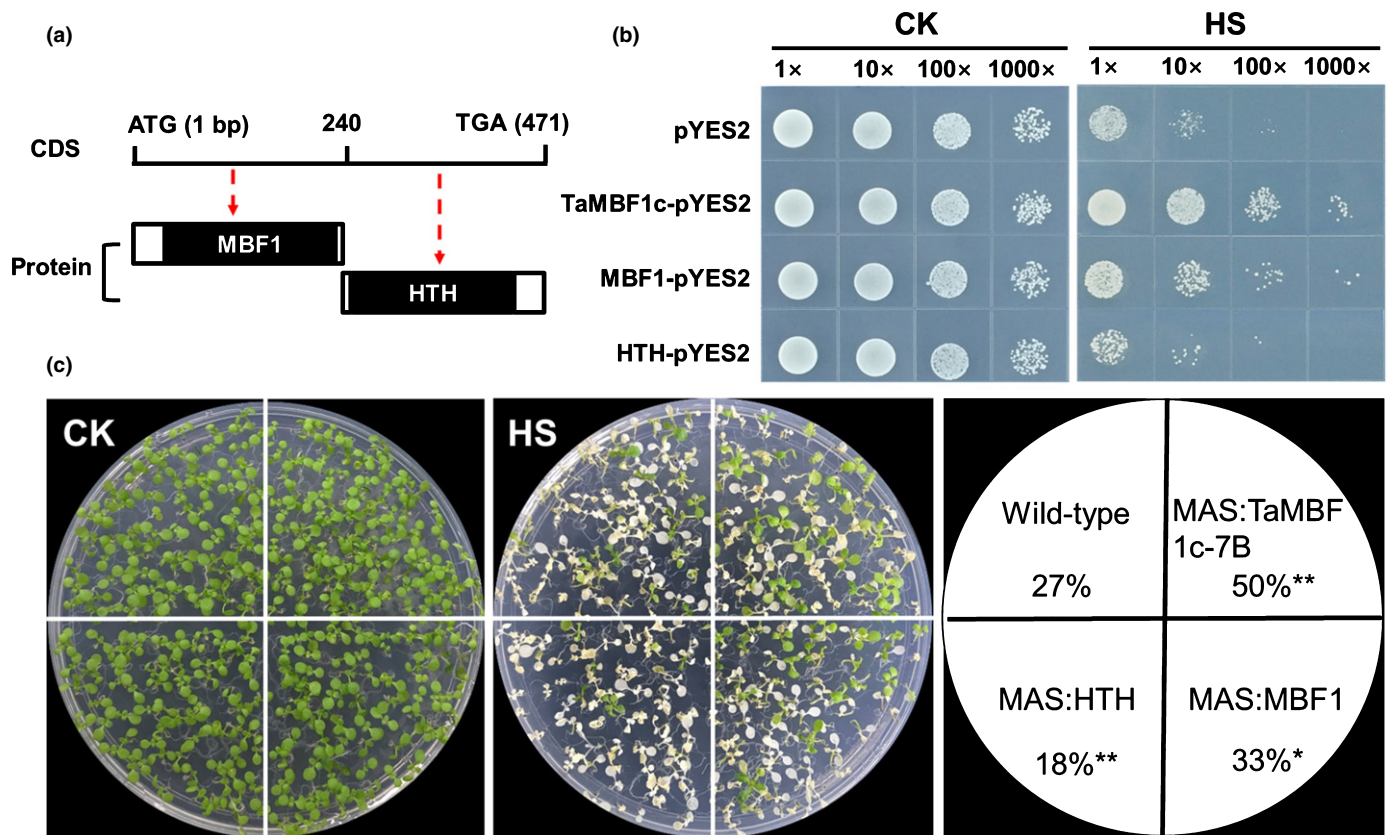 (a)
ATG (1 bp) 240 TGA (471)
CDS
Protein
MBF1
HTH
(b)
CK HS
1× 10× 100× 1000× 1× 10× 100× 1000×
pYES2
TaMBF1c-pYES2
MBF1-pYES2
HTH-pYES2
(c)
CK
HS
Wild-type
27%
MAS:TaMBF
1c-7B
50%**
MAS:HTH
18%**
MAS:MBF1
33%*